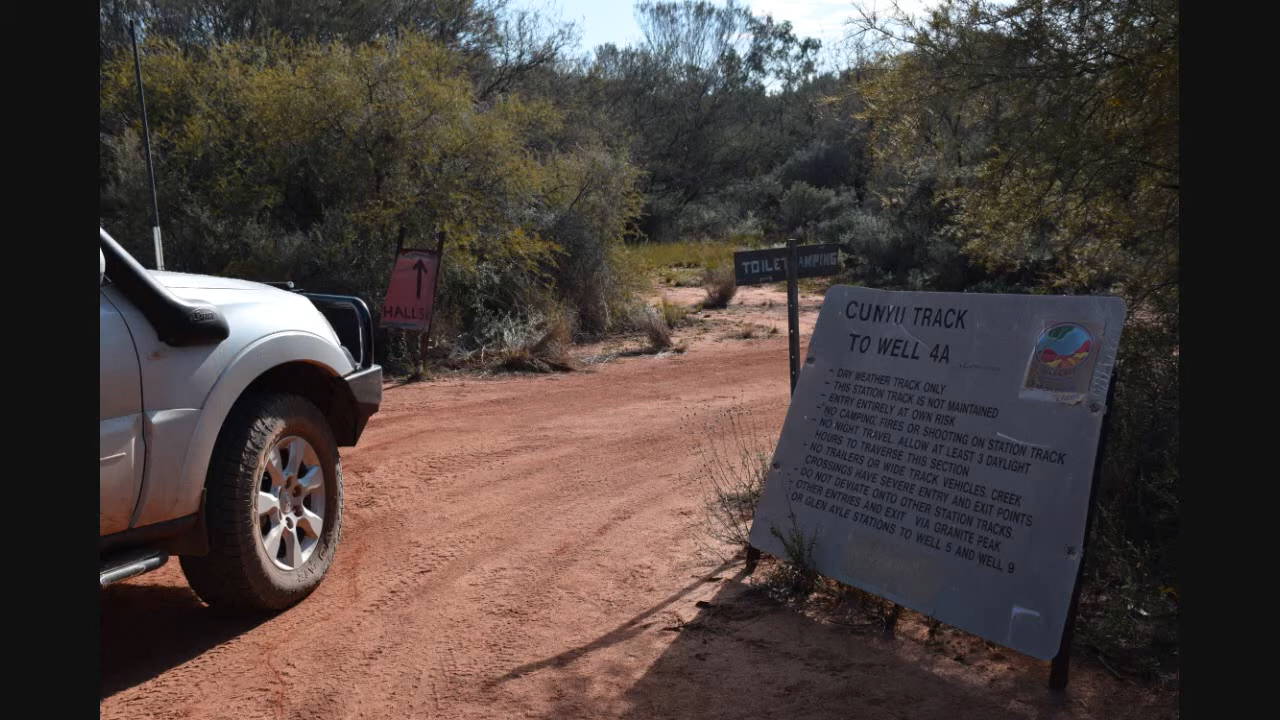 HALLS
TOILET
CAMPING
CUNYU TRACK
TO WELL 4A
- DRY WEATHER TRACK ONLY
- THIS STATION TRACK IS NOT MAINTAINED
- ENTRY ENTIRELY AT OWN RISK
- NO CAMPING, FIRES OR SHOOTING ON STATION TRACK
- NO NIGHT TRAVEL. ALLOW AT LEAST 3 DAYLIGHT
HOURS TO TRAVERSE THIS SECTION
- NO TRAILERS OR WIDE TRACK VEHICLES. CREEK
CROSSINGS HAVE SEVERE ENTRY AND EXIT POINTS
- DO NOT DEVIATE ONTO OTHER STATION TRACKS.
- OTHER ENTRIES AND EXIT VIA GRANITE PEAK
OR GLEN AYLE STATIONS TO WELL 5 AND WELL 9